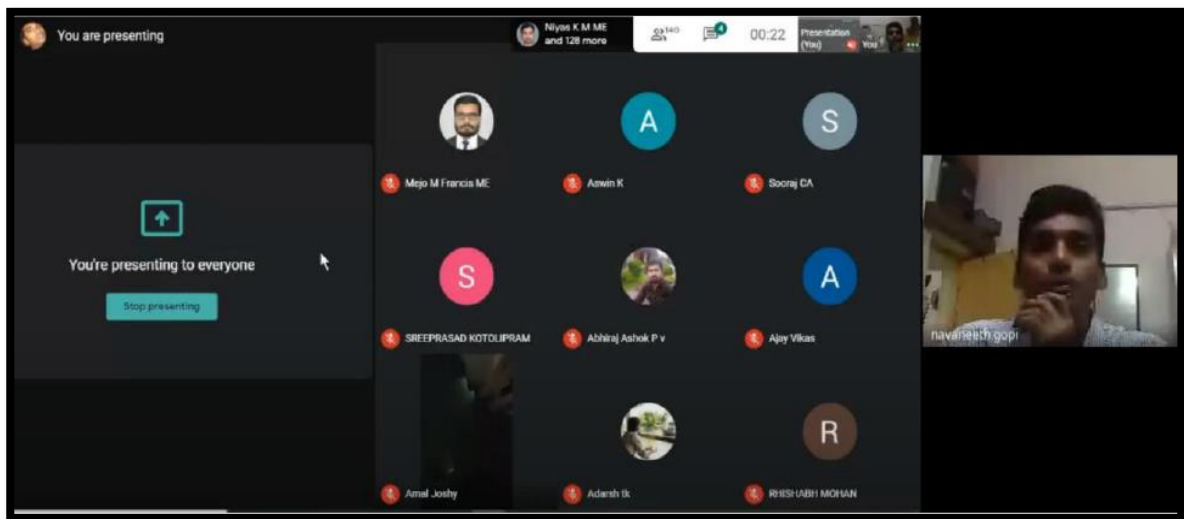 You are presenting
Niyas K M ME
and 128 more
140
4
00:22
Presentation
(You)
You
You're presenting to everyone
Stop presenting
Mejo M Francis ME
A
Aswin K
S
Sooraj CA
S
SREEPRASAD KOTOLIPRAM
Abhiraj Ashok P v
A
Ajay Vikas
Amal Joshy
Adarsh tk
R
RHISHABH MOHAN
navaneeth gopi